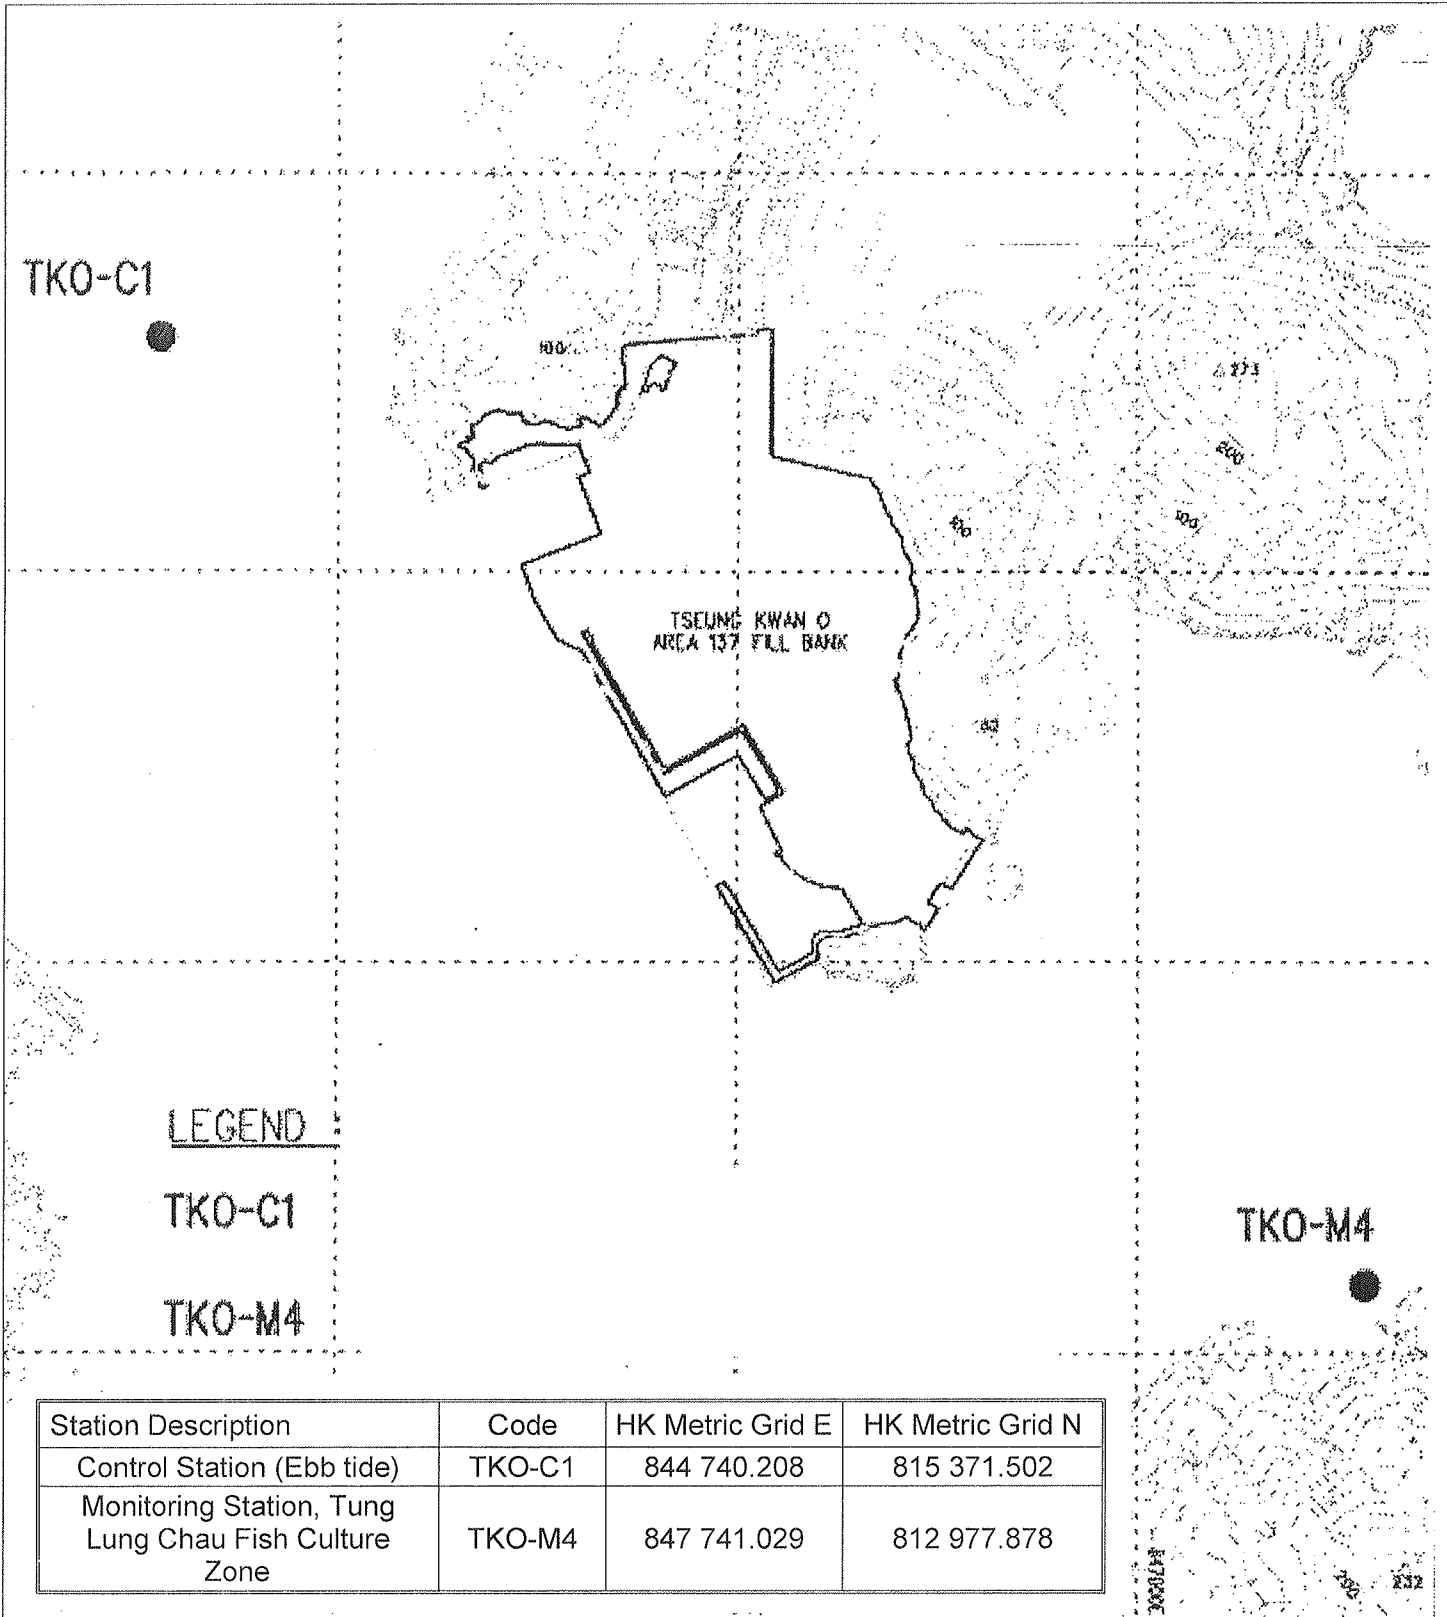 TKO-C1
100
273
200
100
TSEUNG KWAN O
AREA 137 FILL BANK
LEGEND
TKO-C1
TKO-M4
TKO-M4
Station Description Code HK Metric Grid E HK Metric Grid N
Control Station (Ebb tide) TKO-C1 844 740.208 815 371.502
Monitoring Station, Tung
Lung Chau Fish Culture
Zone
TKO-M4 847 741.029 812 977.878
232